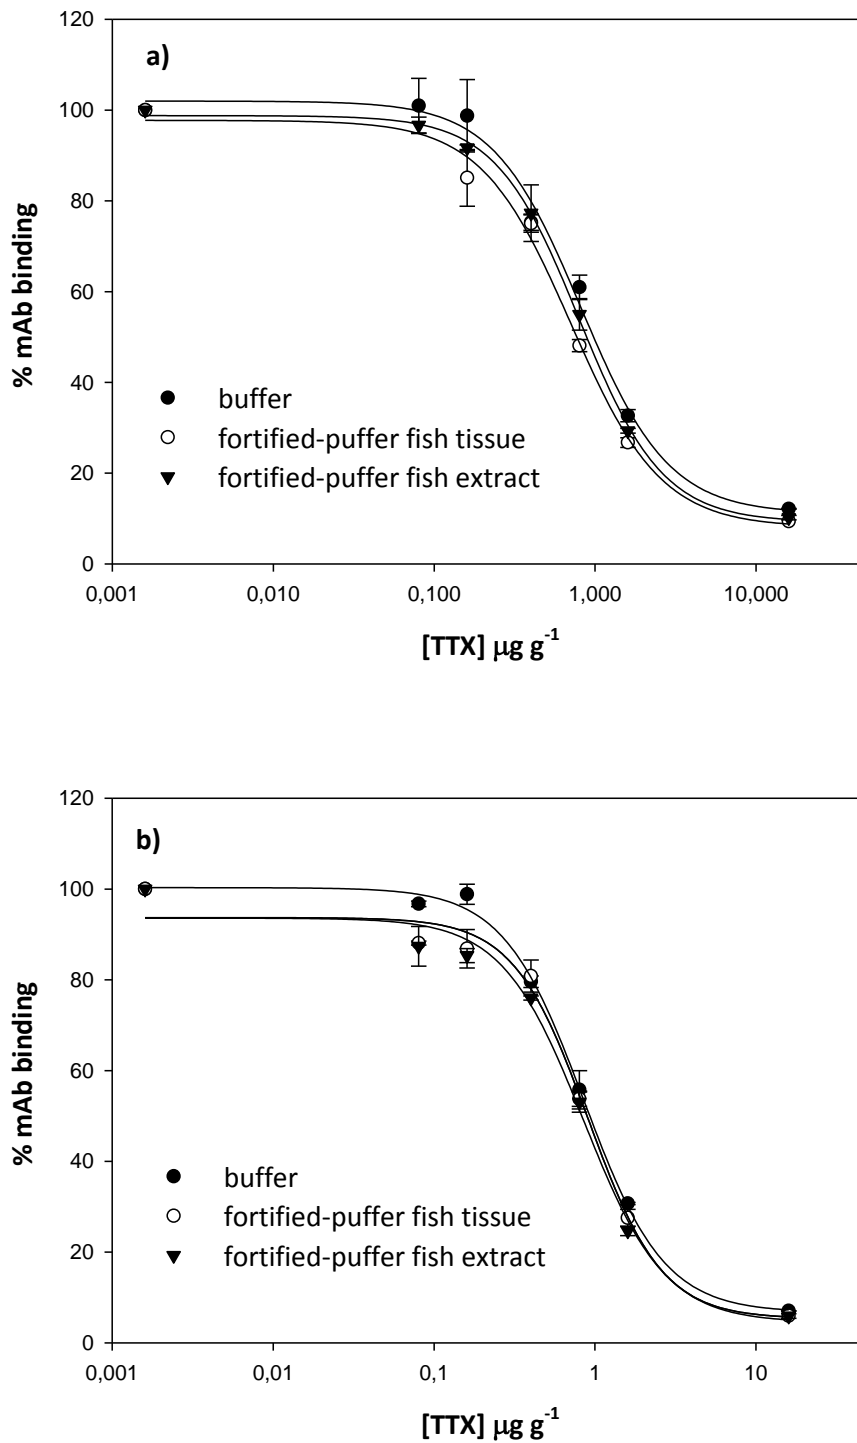 120
a)
100
80
% mAb binding
60
40
buffer
fortified-puffer fish tissue
20
fortified-puffer fish extract
0
0,001 0,010 0,100 1,000 10,000
[TTX] μg g-1
120
b)
100
80
% mAb binding
60
40
buffer
fortified-puffer fish tissue
20
fortified-puffer fish extract
0
0,001 0,01 0,1 1 10
[TTX] μg g-1